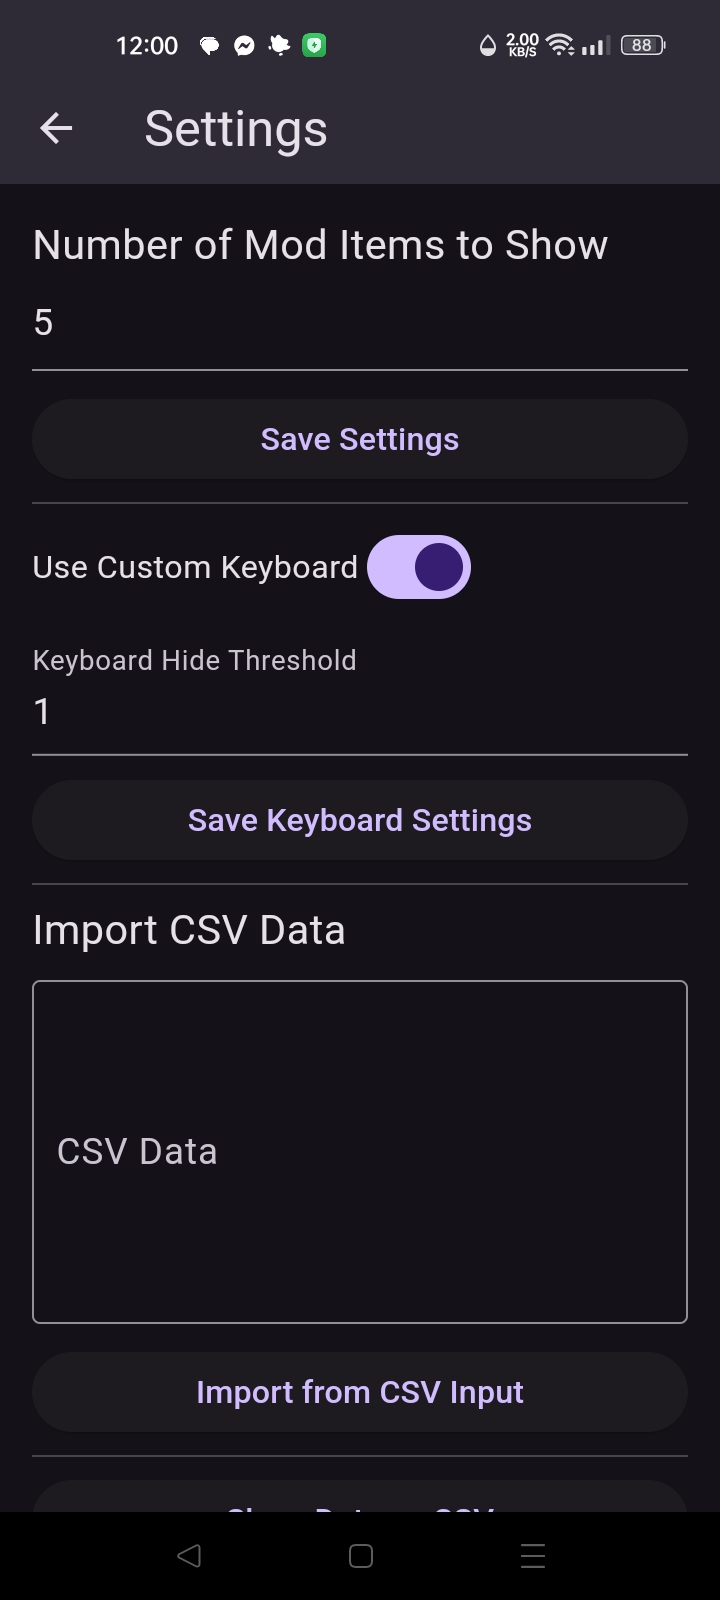 12:00
2.00
KB/S
88
Settings
Number of Mod Items to Show
5
Save Settings
Use Custom Keyboard
Keyboard Hide Threshold
1
Save Keyboard Settings
Import CSV Data
CSV Data
Import from CSV Input